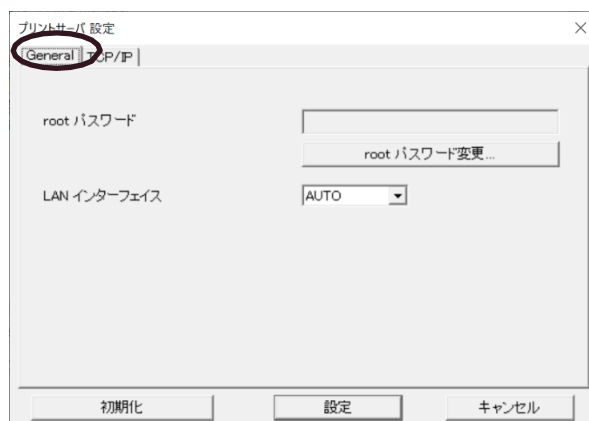 プリントサーバ 設定
General TCP/IP
root パスワード
root パスワード変更...
LAN インターフェイス AUTO
初期化 設定 キャンセル